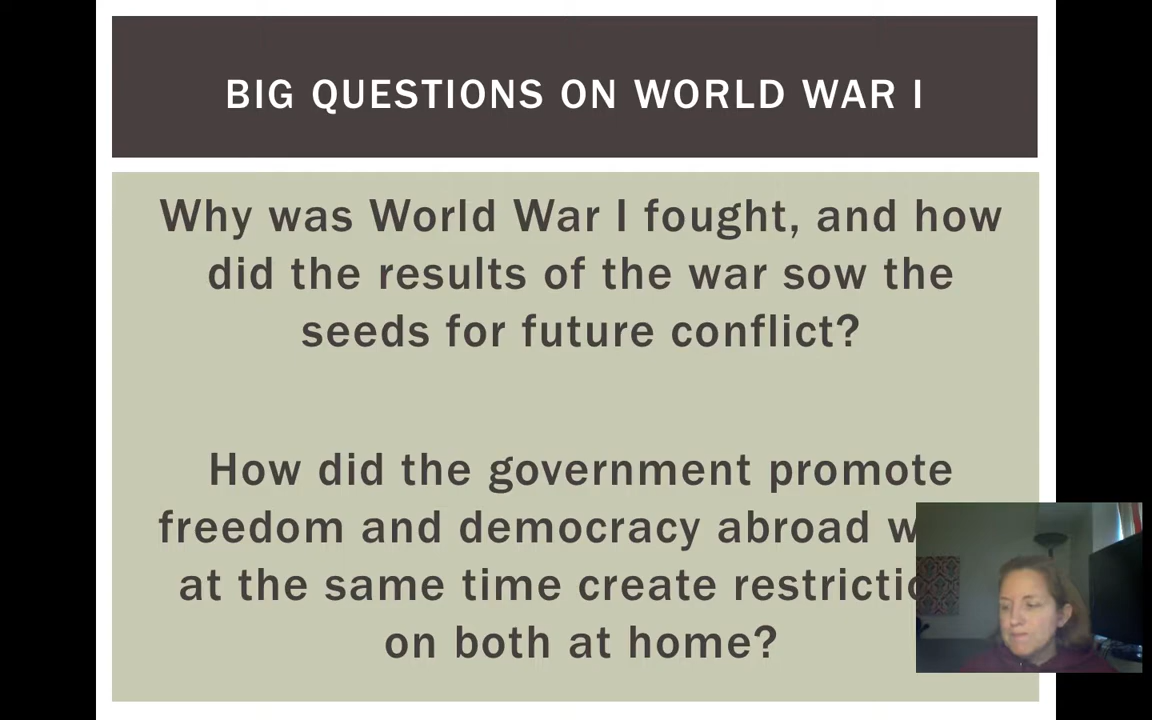 BIG QUESTIONS ON WORLD WAR I
Why was World War I fought, and how
did the results of the war sow the
seeds for future conflict?
How did the government promote
freedom and democracy abroad
at the same time create
on both at home?